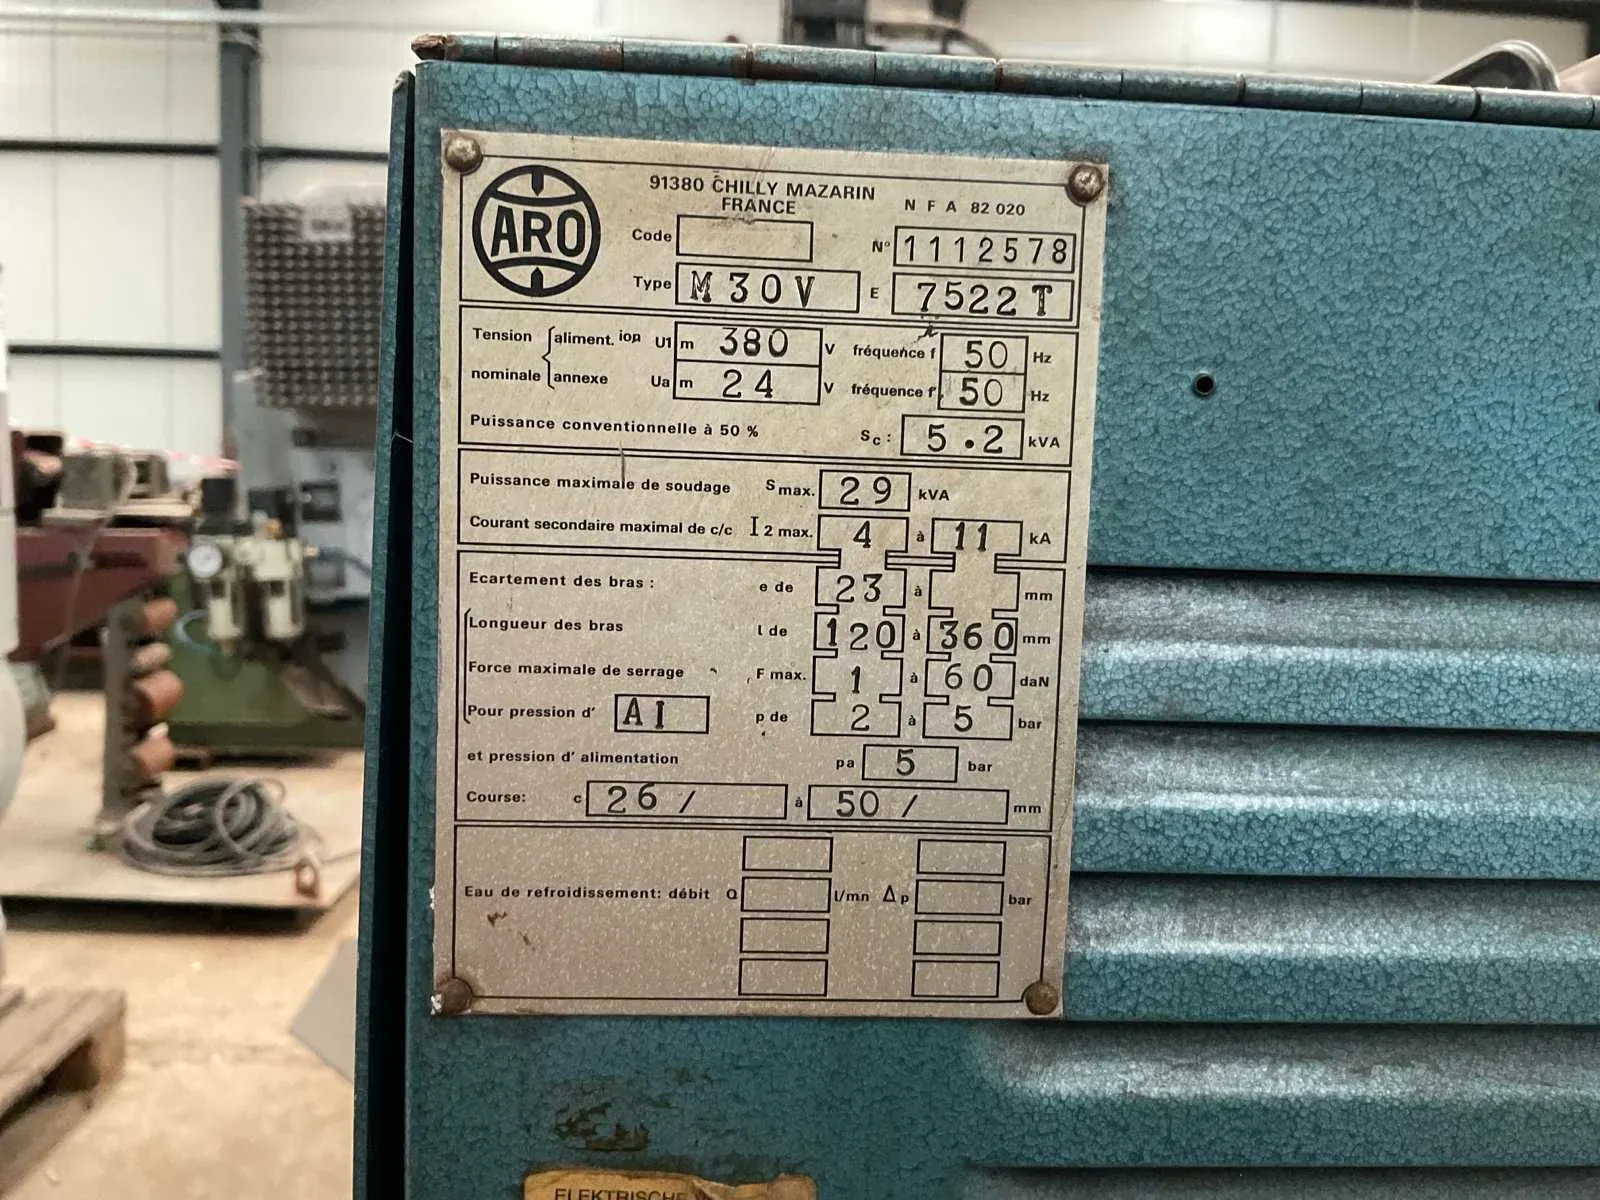 ARO
91380 CHILLY MAZARIN
FRANCE
N F A 82 020
Code
N° 1112578
Type M30V E 7522T
Tension aliment. ion U1 m 380 V fréquence f 50 Hz
nominale annexe Ua m 24 V fréquence f 50 Hz
Puissance conventionnelle à 50 % Sc: 5.2 kVA
Puissance maximale de soudage S max. 29 kVA
Courant secondaire maximal de c/c I 2 max. 4 à 11 kA
Ecartement des bras : e de 23 à mm
Longueur des bras l de 120 à 360 mm
Force maximale de serrage F max. 1 à 60 daN
Pour pression d' AI p de 2 à 5 bar
et pression d' alimentation pa 5 bar
Course: c 26 / à 50 / mm
Eau de refroidissement: débit Q l/mn Δp bar
ELEKTRISCHE